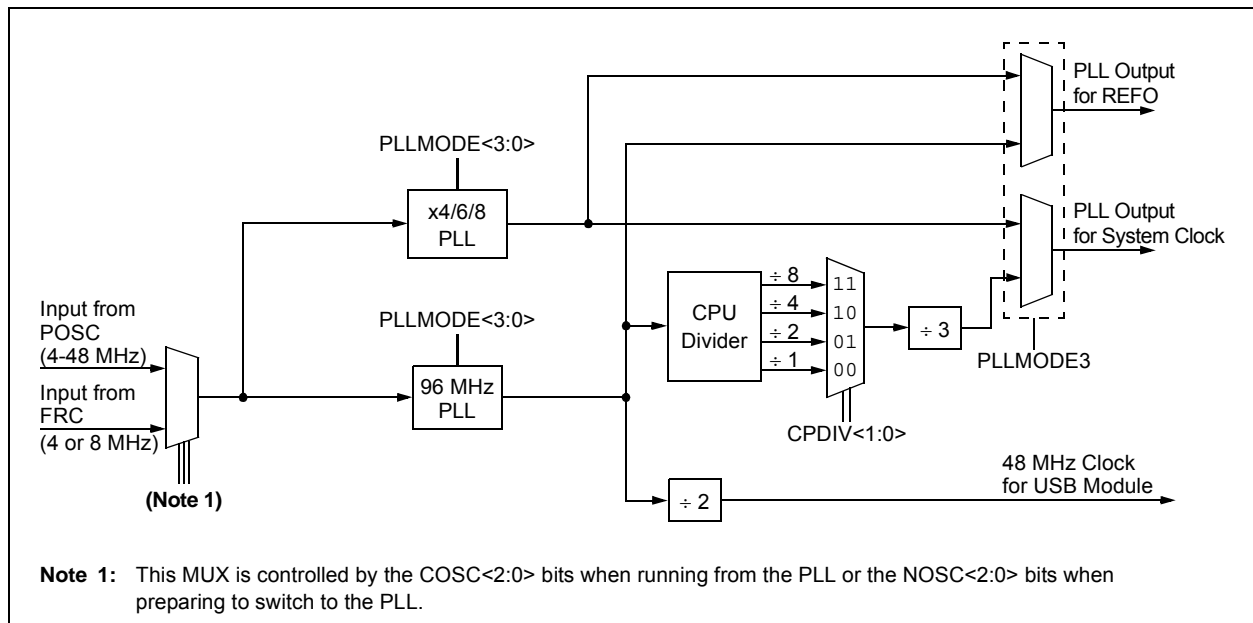 PLL Output
for REFO
PLLMODE<3:0>
x4/6/8
PLL
PLL Output
for System Clock
÷ 8
÷ 4
÷ 2
÷ 1
11
10
01
00
CPU
Divider
÷ 3
PLLMODE3
Input from
POSC
(4-48 MHz)
Input from
FRC
(4 or 8 MHz)
PLLMODE<3:0>
96 MHz
PLL
CPDIV<1:0>
(Note 1)
÷ 2
48 MHz Clock
for USB Module
Note 1: This MUX is controlled by the COSC<2:0> bits when running from the PLL or the NOSC<2:0> bits when
preparing to switch to the PLL.